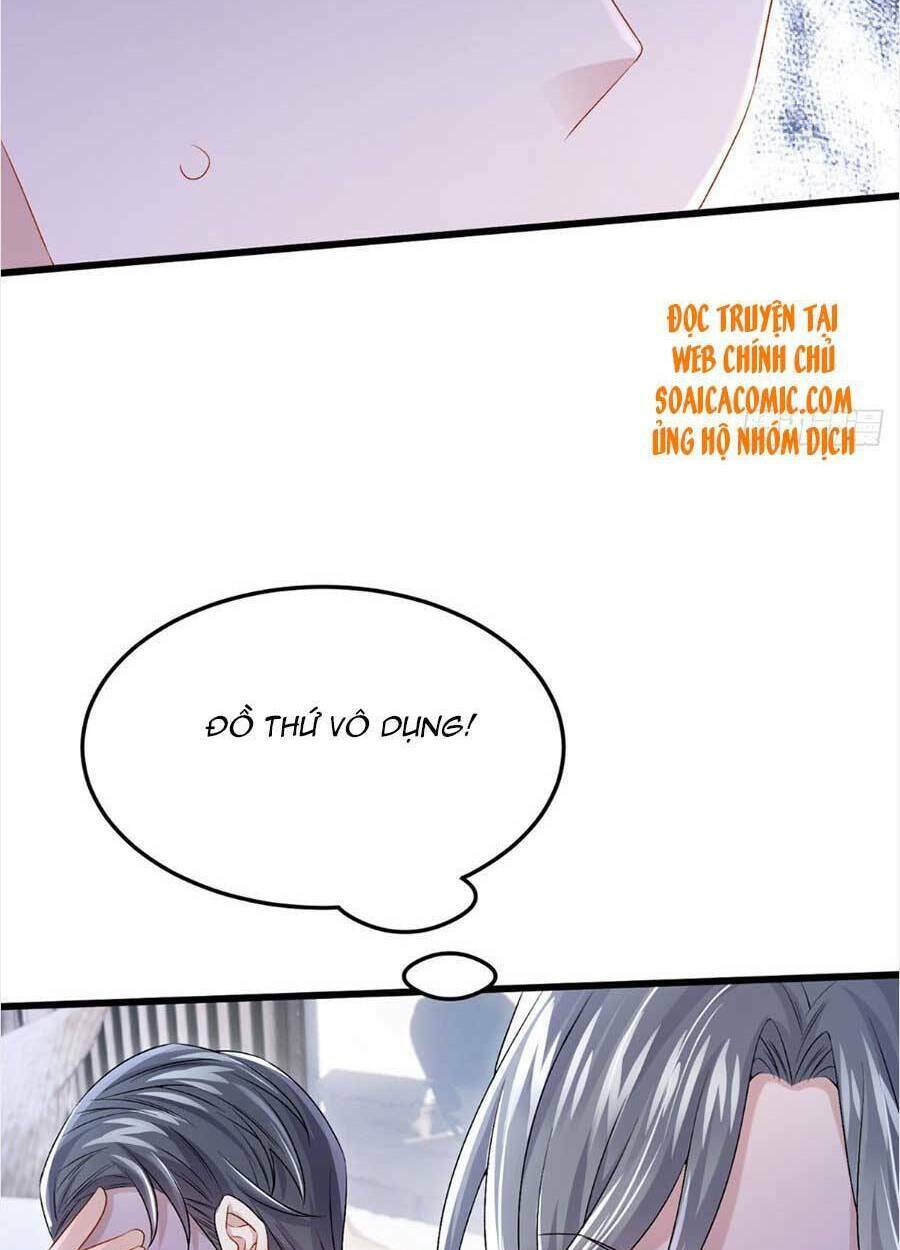 ĐỌC TRUYỆN TẠI
WEB CHÍNH CHỦ
SOAICACOMIC.COM
ỦNG HỘ NHÓM DỊCH
ĐỒ THỨ VÔ DỤNG!